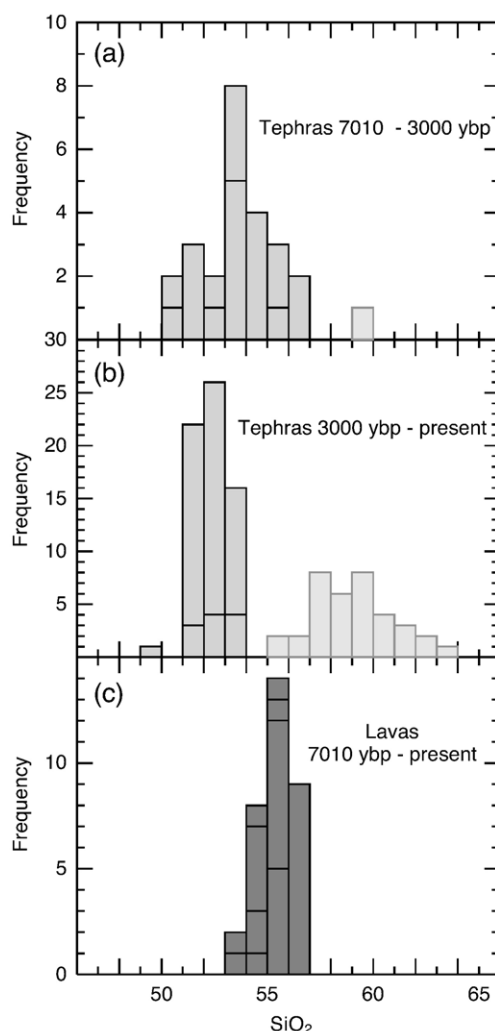 10
(a)
8
Tephras 7010 - 3000 ybp
6
Frequency
4
2
30
(b)
25
Tephras 3000 ybp - present
20
Frequency
15
10
5
(c)
Lavas
7010 ybp - present
10
Frequency
5
0
50 55 60 65
SiO₂